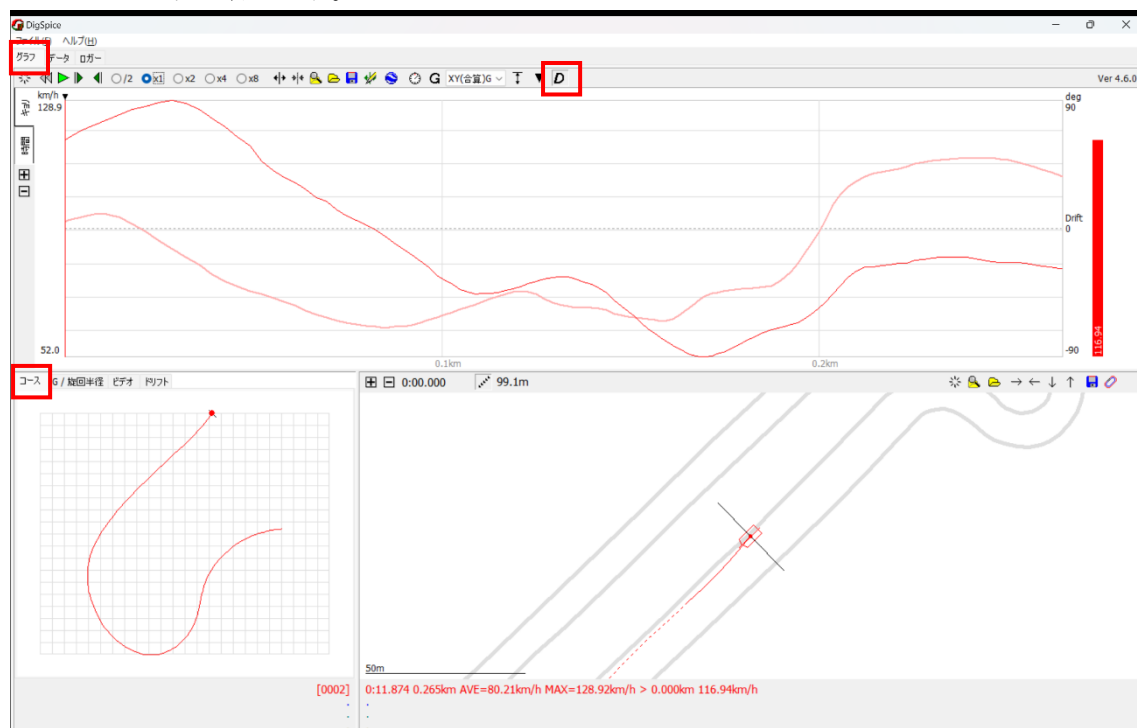 DigSpice
ファイル(F) ヘルプ(H)
グラフ データ ロガー
/2 x1 x2 x4 x8 G XY(合算)G D Ver 4.6.0
km/h deg
128.9 90
距離
時間
Drift
0
52.0 -90
116.94
0.1km 0.2km
コース G / 旋回半径 ビデオ ドリフト
0:00.000 99.1m
50m
[0002] 0:11.874 0.265km AVE=80.21km/h MAX=128.92km/h > 0.000km 116.94km/h